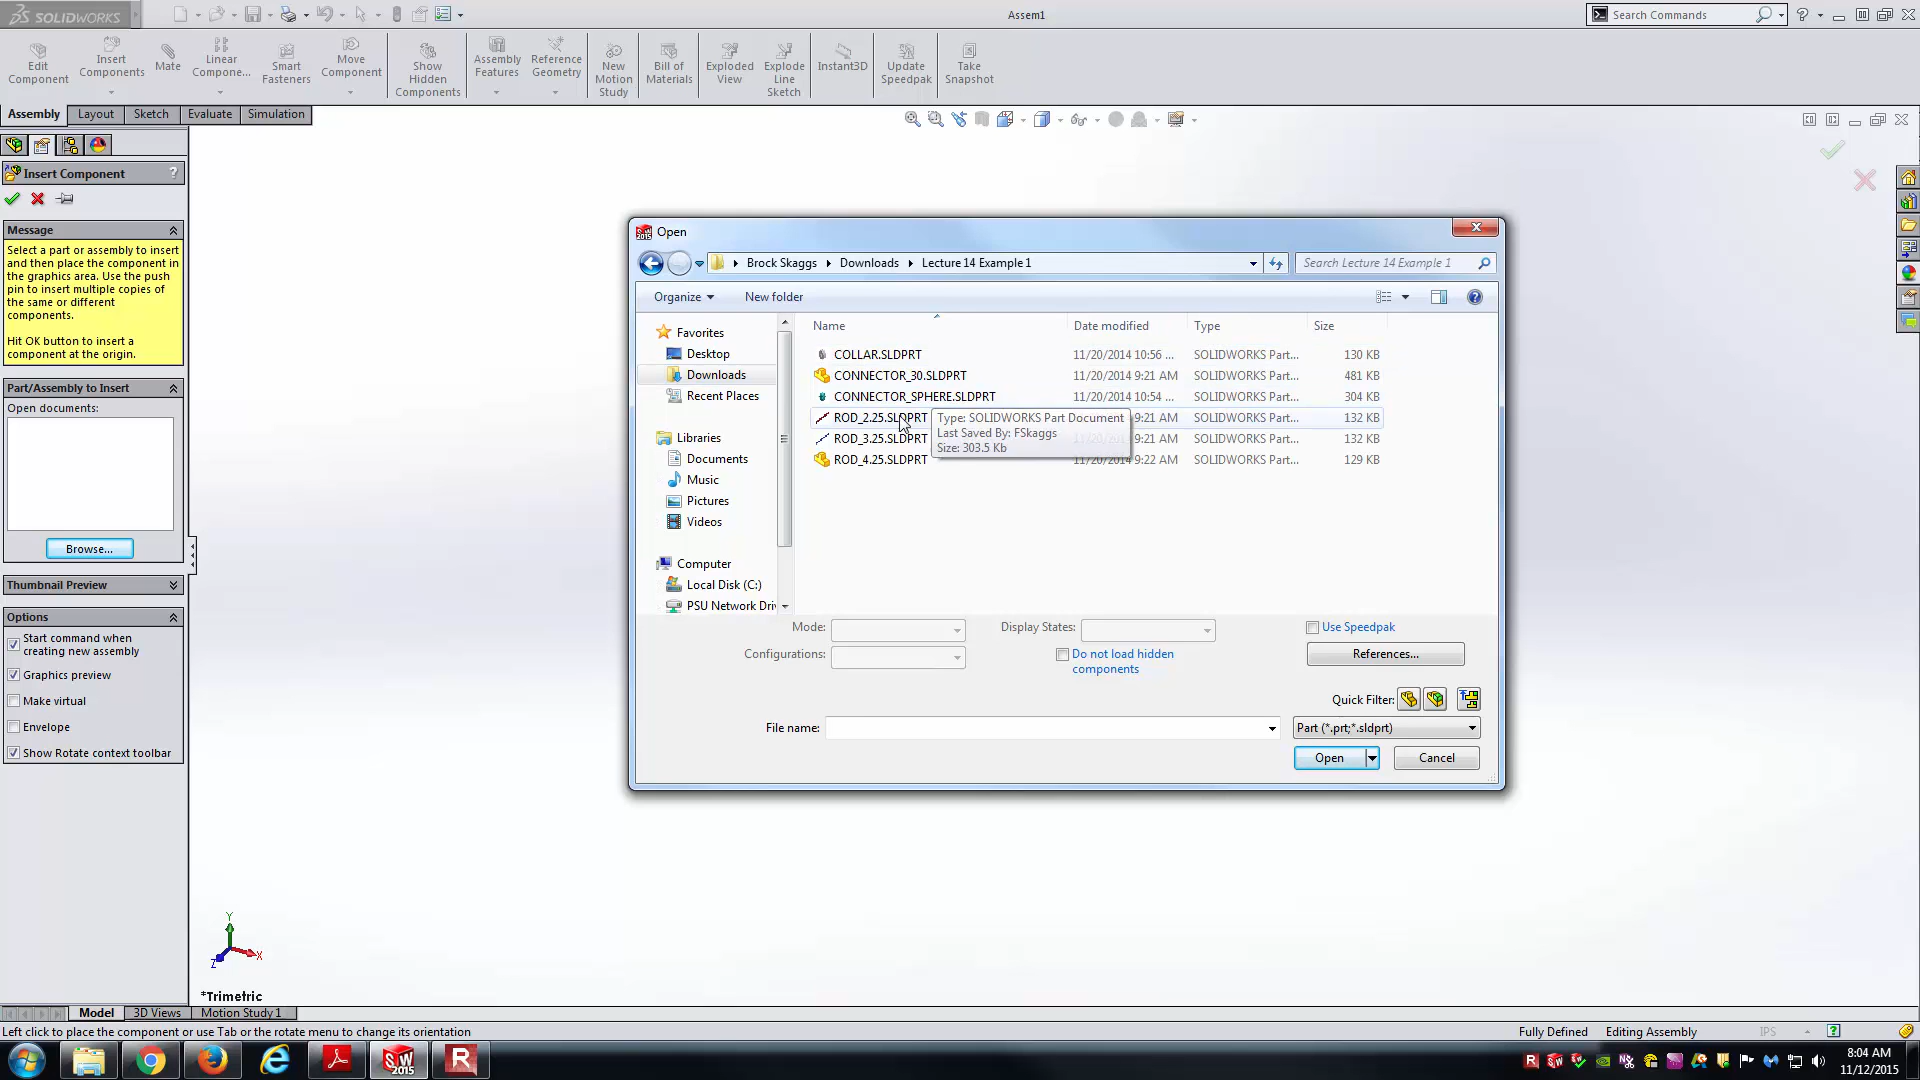 SOLIDWORKS
Assem1
Search Commands
Edit Component
Insert Components
Mate
Linear Compone...
Smart Fasteners
Move Component
Show Hidden Components
Assembly Features
Reference Geometry
New Motion Study
Bill of Materials
Exploded View
Explode Line Sketch
Instant3D
Update Speedpak
Take Snapshot
Assembly Layout Sketch Evaluate Simulation
Insert Component ?
Message
Select a part or assembly to insert
and then place the component in
the graphics area. Use the push
pin to insert multiple copies of
the same or different
components.
Hit OK button to insert a
component at the origin.
Part/Assembly to Insert
Open documents:
Browse...
Thumbnail Preview
Options
Start command when
creating new assembly
Graphics preview
Make virtual
Envelope
Show Rotate context toolbar
Open
Brock Skaggs Downloads Lecture 14 Example 1
Search Lecture 14 Example 1
Organize New folder
Favorites
Desktop
Downloads
Recent Places
Libraries
Documents
Music
Pictures
Videos
Computer
Local Disk (C:)
PSU Network Driv
Name Date modified Type Size
COLLAR.SLDPRT 11/20/2014 10:56 ... SOLIDWORKS Part... 130 KB
CONNECTOR_30.SLDPRT 11/20/2014 9:21 AM SOLIDWORKS Part... 481 KB
CONNECTOR_SPHERE.SLDPRT 11/20/2014 10:54 ... SOLIDWORKS Part... 304 KB
ROD_2.25.SLDPRT 9:21 AM SOLIDWORKS Part... 132 KB
ROD_3.25.SLDPRT 9:21 AM SOLIDWORKS Part... 132 KB
ROD_4.25.SLDPRT 11/20/2014 9:22 AM SOLIDWORKS Part... 129 KB
Type: SOLIDWORKS Part Document
Last Saved By: FSkaggs
Size: 303.5 Kb
Mode:
Display States:
Use Speedpak
Configurations:
Do not load hidden
components
References...
Quick Filter:
File name:
Part (*.prt;*.sldprt)
Open Cancel
Y
X
Z
*Trimetric
Model 3D Views Motion Study 1
Left click to place the component or use Tab or the rotate menu to change its orientation
Fully Defined Editing Assembly IPS
8:04 AM
11/12/2015